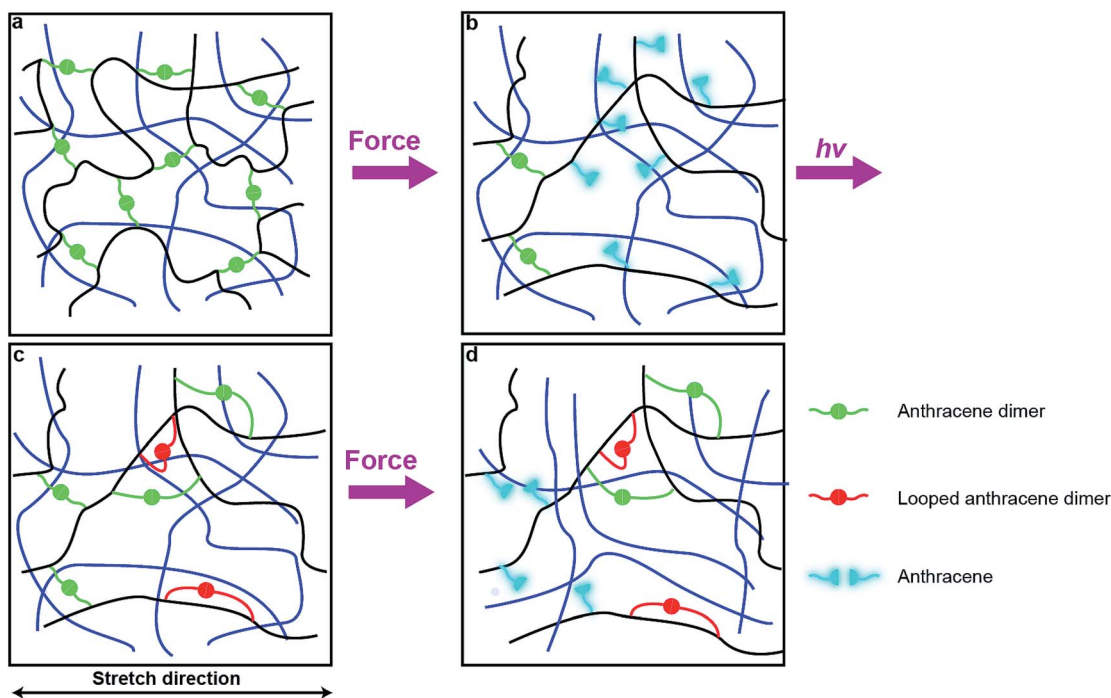 a
b
Force
hv
c
d
Force
Anthracene dimer
Looped anthracene dimer
Anthracene
Stretch direction